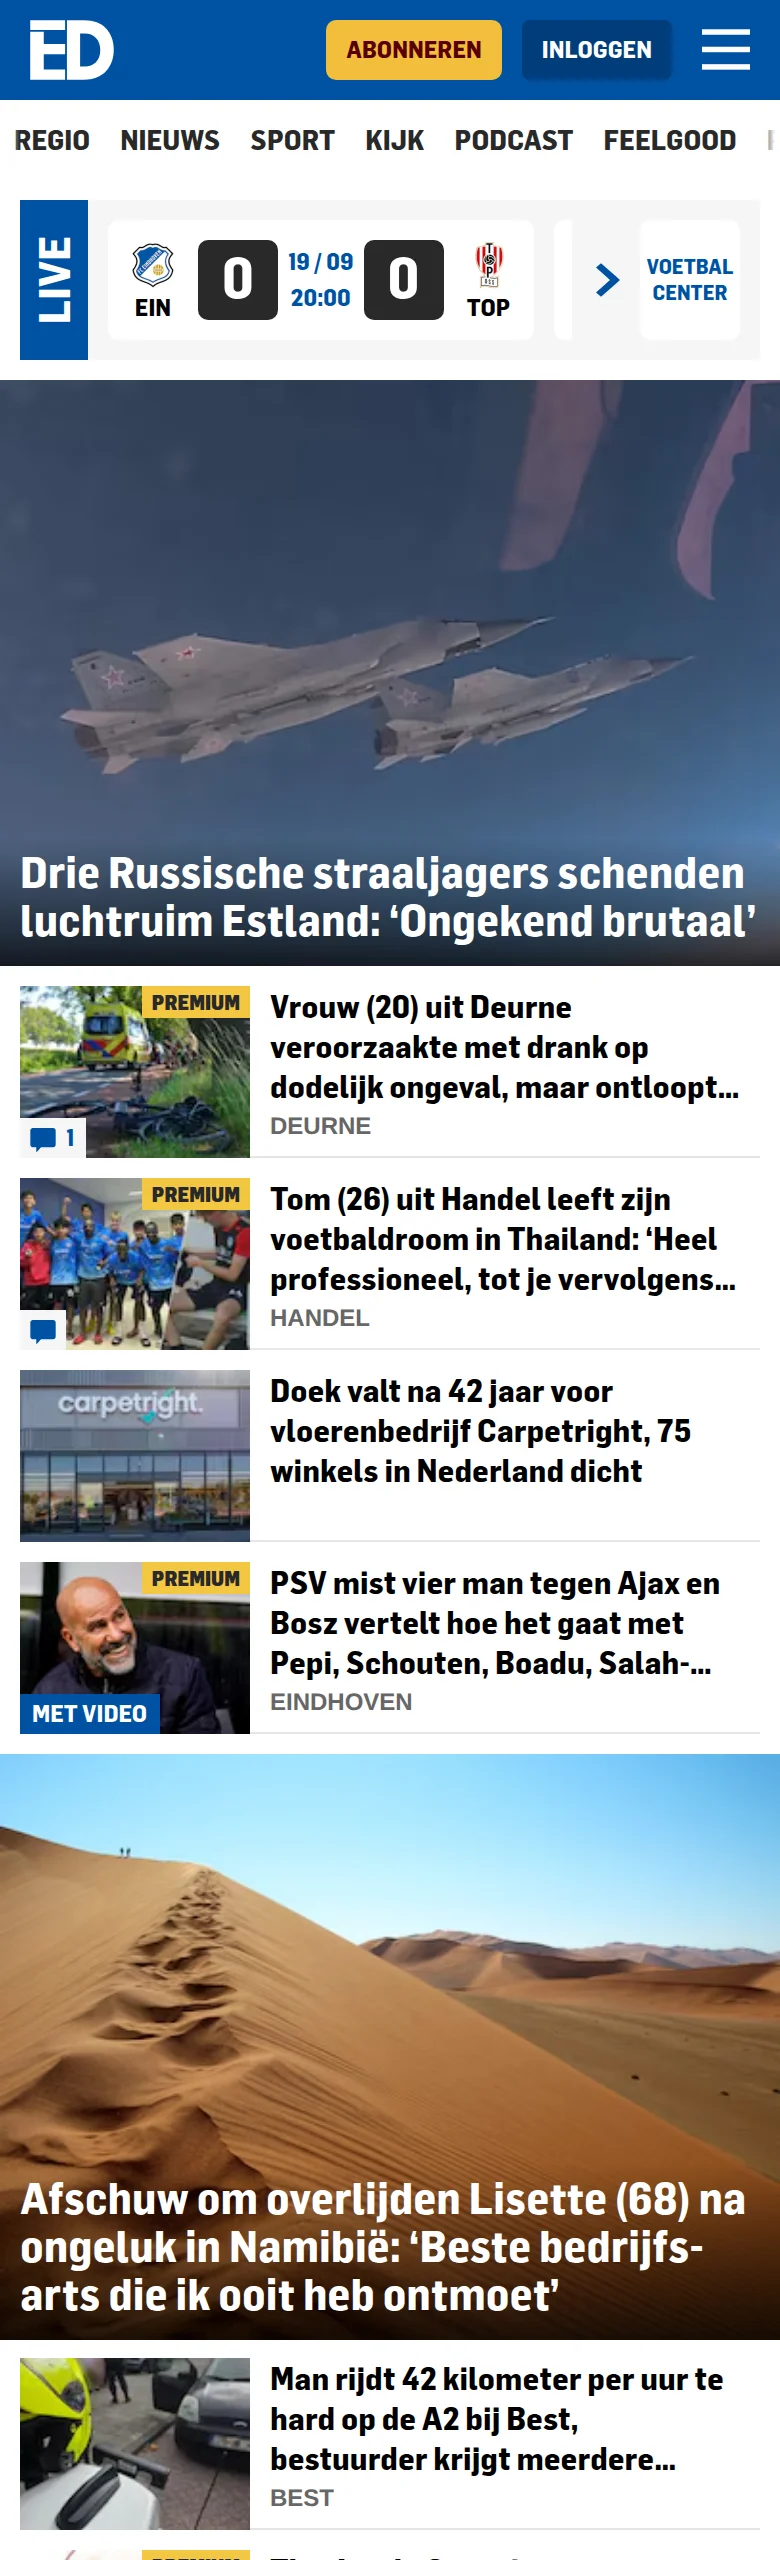 ED
ABONNEREN
INLOGGEN
REGIO NIEUWS SPORT KIJK PODCAST FEELGOOD
LIVE
EIN
0
19 / 09
20:00
0
TOP
VOETBAL
CENTER
Drie Russische straaljagers schenden
luchtruim Estland: ‘Ongekend brutaal’
PREMIUM
1
Vrouw (20) uit Deurne
veroorzaakte met drank op
dodelijk ongeval, maar ontloopt...
DEURNE
PREMIUM
Tom (26) uit Handel leeft zijn
voetbaldroom in Thailand: ‘Heel
professioneel, tot je vervolgens...
HANDEL
carpetright.
Doek valt na 42 jaar voor
vloerenbedrijf Carpetright, 75
winkels in Nederland dicht
PREMIUM
MET VIDEO
PSV mist vier man tegen Ajax en
Bosz vertelt hoe het gaat met
Pepi, Schouten, Boadu, Salah-...
EINDHOVEN
Afschuw om overlijden Lisette (68) na
ongeluk in Namibië: ‘Beste bedrijfs-
arts die ik ooit heb ontmoet’
Man rijdt 42 kilometer per uur te
hard op de A2 bij Best,
bestuurder krijgt meerdere...
BEST
PREMIUM